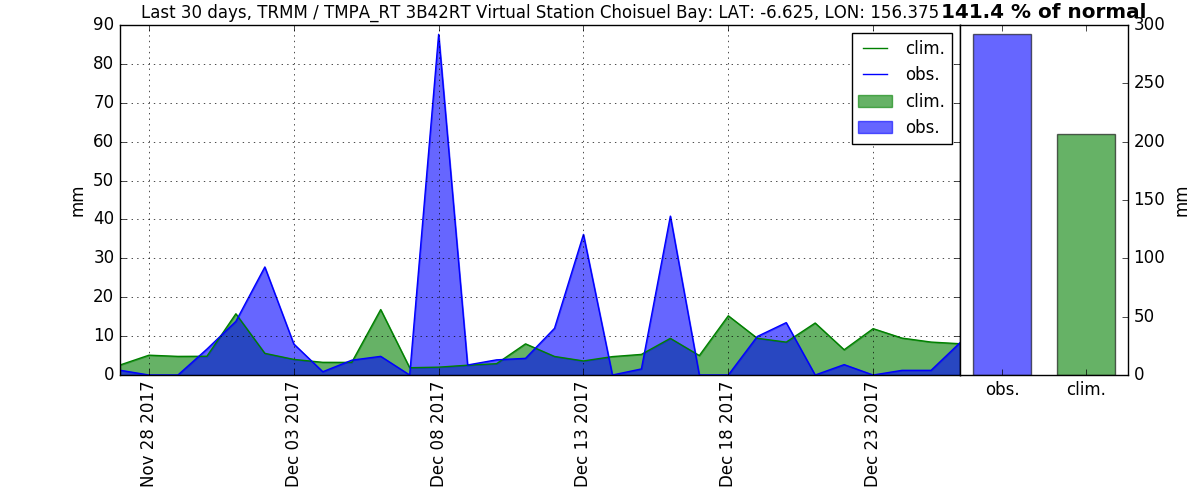 Last 30 days, TRMM / TMPA_RT 3B42RT Virtual Station Choisuel Bay: LAT: -6.625, LON: 156.375
141.4 % of normal
90
80
70
60
50
40
30
20
10
0
mm
clim.
obs.
clim.
obs.
Nov 28 2017
Dec 03 2017
Dec 08 2017
Dec 13 2017
Dec 18 2017
Dec 23 2017
300
250
200
150
100
50
0
mm
obs.
clim.